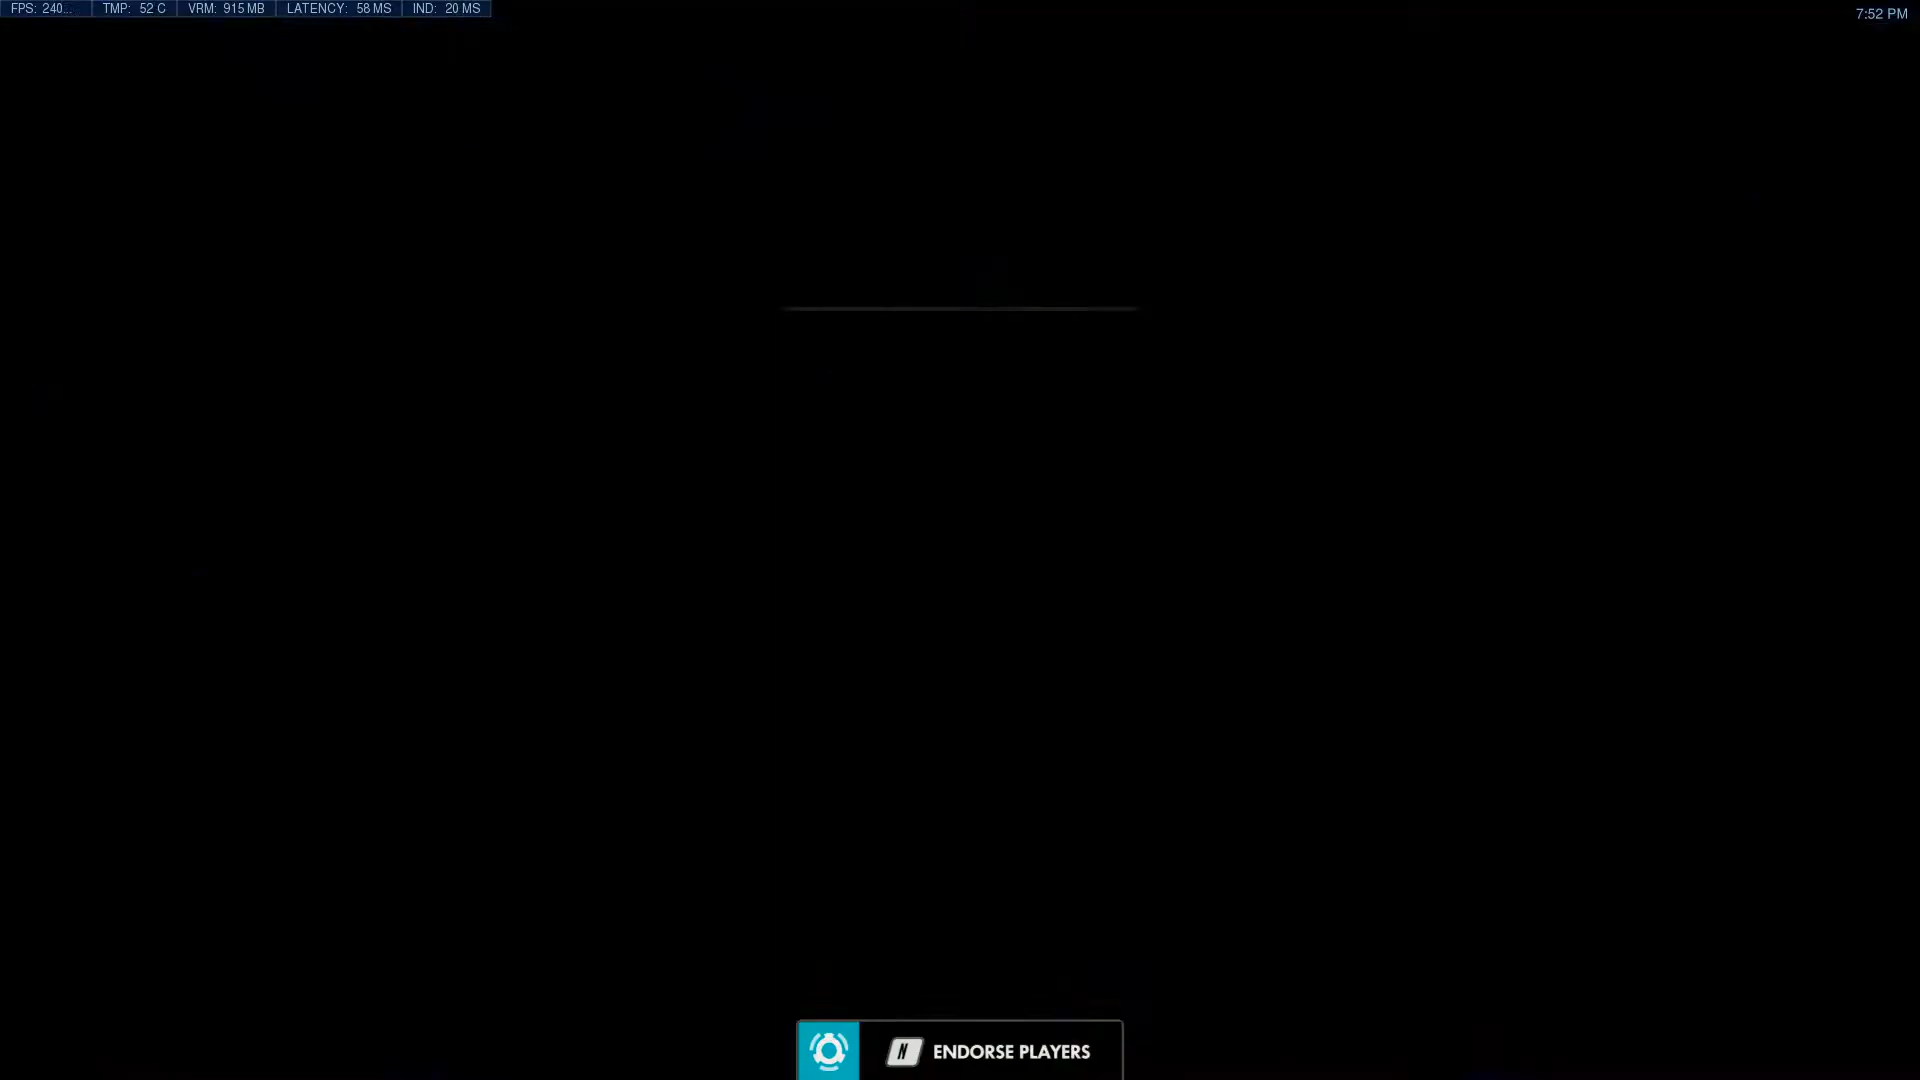 FPS: 240... TMP: 52 C VRM: 915 MB LATENCY: 58 MS IND: 20 MS
7:52 PM
N ENDORSE PLAYERS